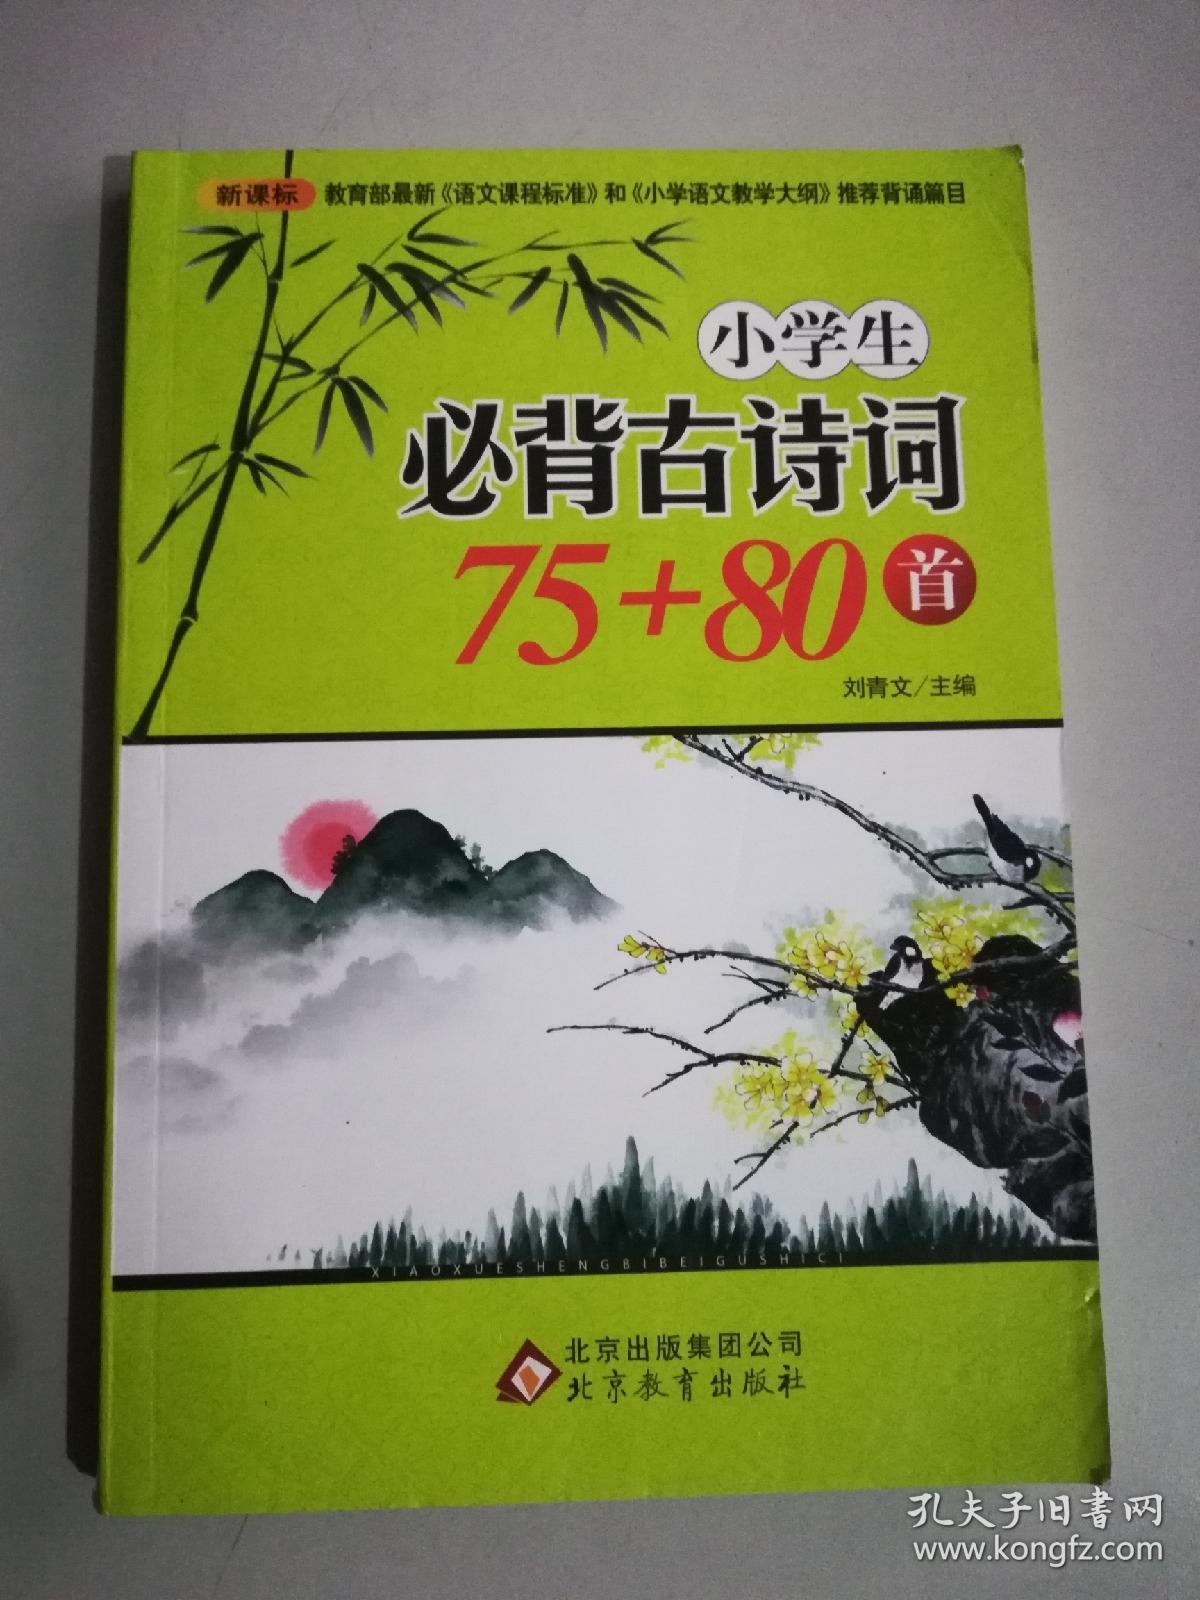 新课标 教育部最新《语文课程标准》和《小学语文教学大纲》推荐背诵篇目
小学生
必背古诗词
75+80首
刘青文/主编
XIAOXUESHENGBIBEIGUSHICI
北京出版集团公司
北京教育出版社
孔夫子旧书网
www.kongfz.com